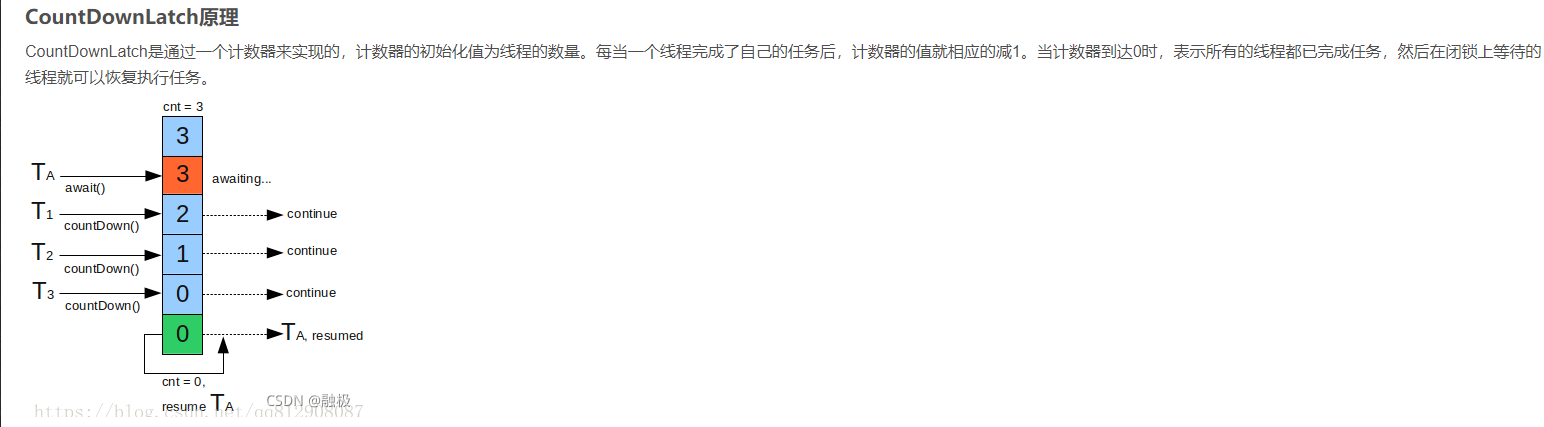 CountDownLatch原理
CountDownLatch是通过一个计数器来实现的，计数器的初始化值为线程的数量。每当一个线程完成了自己的任务后，计数器的值就相应的减1。当计数器到达0时，表示所有的线程都已完成任务，然后在闭锁上等待的
线程就可以恢复执行任务。
cnt = 3
3
TA
await()
3
awaiting...
T1
countDown()
2
continue
T2
countDown()
1
continue
T3
countDown()
0
continue
0
TA, resumed
cnt = 0,
resume TA
CSDN @融极
https://blog.csdn.net/qq812908087